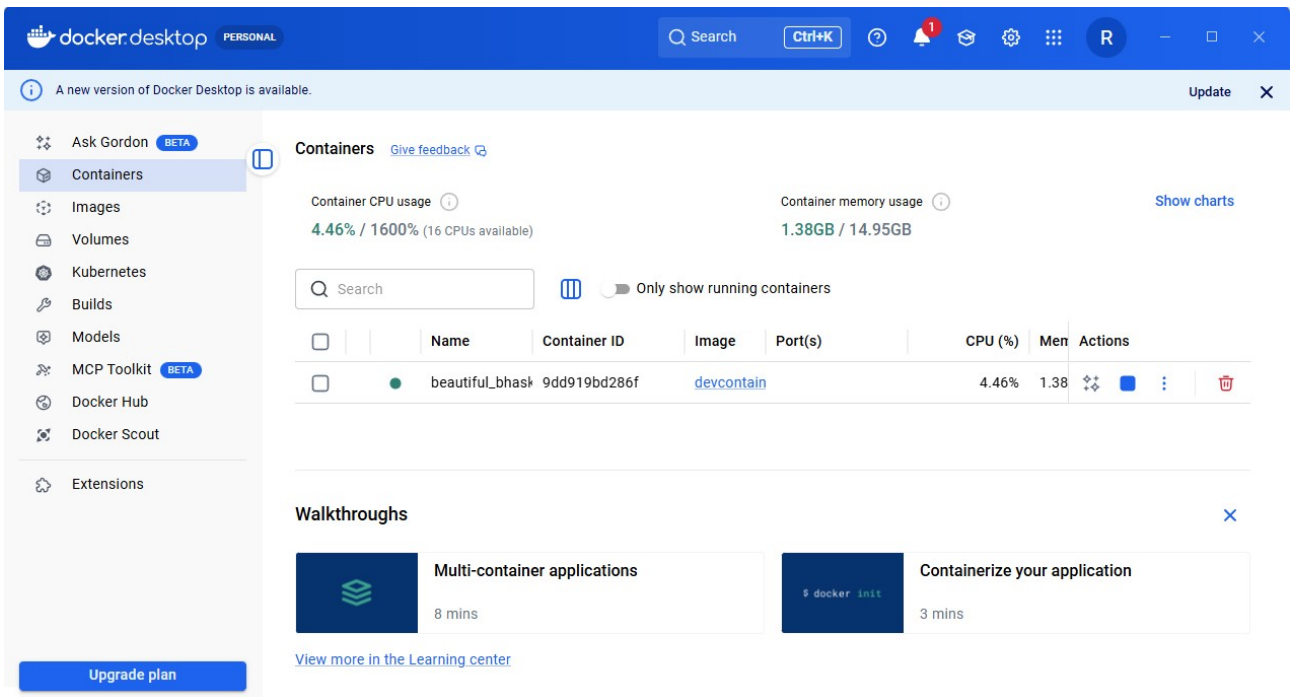 docker.desktop PERSONAL Search Ctrl+K 1 R
A new version of Docker Desktop is available. Update
Ask Gordon BETA
Containers
Images
Volumes
Kubernetes
Builds
Models
MCP Toolkit BETA
Docker Hub
Docker Scout
Extensions
Upgrade plan
Containers Give feedback
Container CPU usage Container memory usage Show charts
4.46% / 1600% (16 CPUs available) 1.38GB / 14.95GB
Search Only show running containers
Name Container ID Image Port(s) CPU (%) Mem Actions
beautiful_bhask 9dd919bd286f devcontain 4.46% 1.38
Walkthroughs
Multi-container applications
8 mins
$ docker init
Containerize your application
3 mins
View more in the Learning center